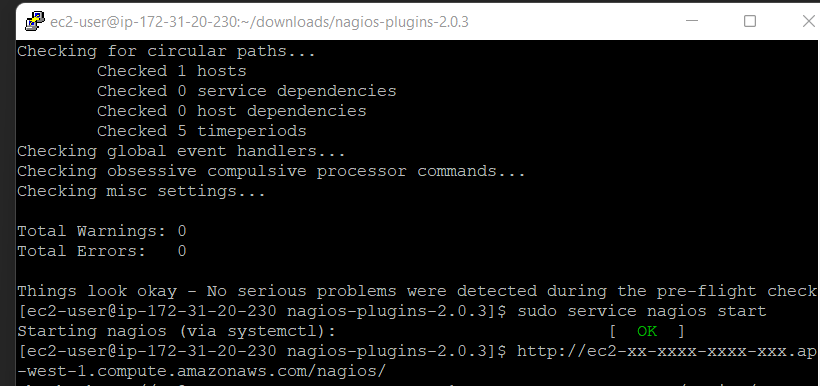 ec2-user@ip-172-31-20-230:~/downloads/nagios-plugins-2.0.3
Checking for circular paths...
        Checked 1 hosts
        Checked 0 service dependencies
        Checked 0 host dependencies
        Checked 5 timeperiods
Checking global event handlers...
Checking obsessive compulsive processor commands...
Checking misc settings...
Total Warnings: 0
Total Errors:   0
Things look okay - No serious problems were detected during the pre-flight check
[ec2-user@ip-172-31-20-230 nagios-plugins-2.0.3]$ sudo service nagios start
Starting nagios (via systemctl):                           [  OK  ]
[ec2-user@ip-172-31-20-230 nagios-plugins-2.0.3]$ http://ec2-xx-xxxx-xxxx-xxx.ap
-west-1.compute.amazonaws.com/nagios/